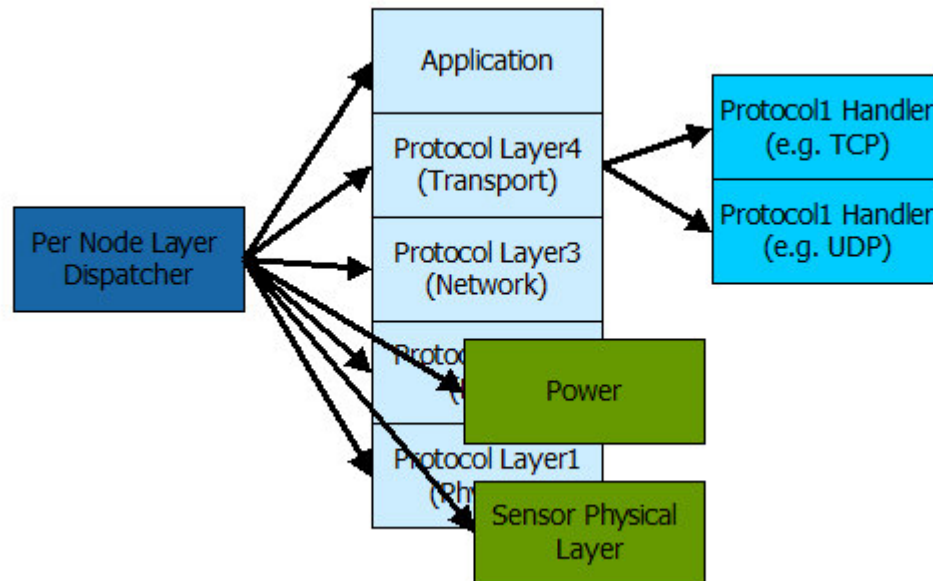 Application
Protocol Layer4
(Transport)
Protocol Layer3
(Network)
Protocol Layer1
Per Node Layer
Dispatcher
Protocol1 Handler
(e.g. TCP)
Protocol1 Handler
(e.g. UDP)
Power
Sensor Physical
Layer